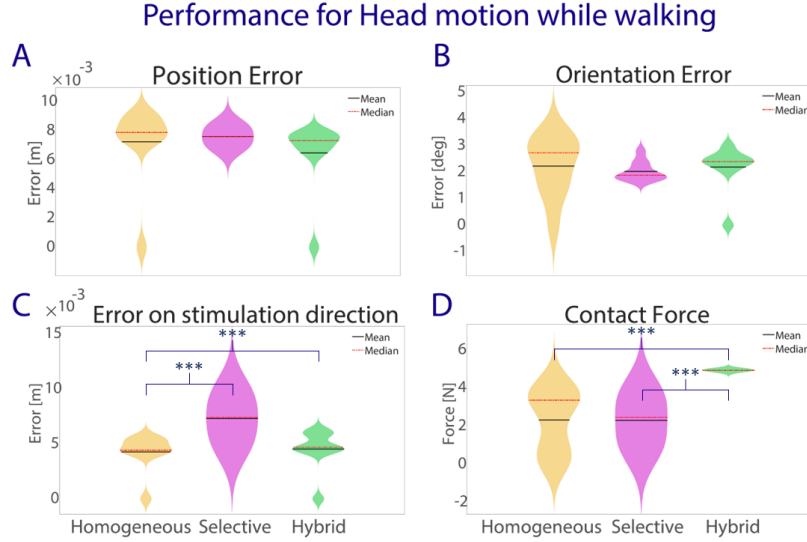 Performance for Head motion while walking
A
×10⁻³
Position Error
Mean
Median
Error [m]
10
8
6
4
2
0
B
Orientation Error
Mean
Median
Error [deg]
5
4
3
2
1
0
-1
C
×10⁻³
Error on stimulation direction
***
***
Mean
Median
Error [m]
15
10
5
0
Homogeneous Selective Hybrid
D
Contact Force
***
***
Mean
Median
Force [N]
6
4
2
0
-2
Homogeneous Selective Hybrid